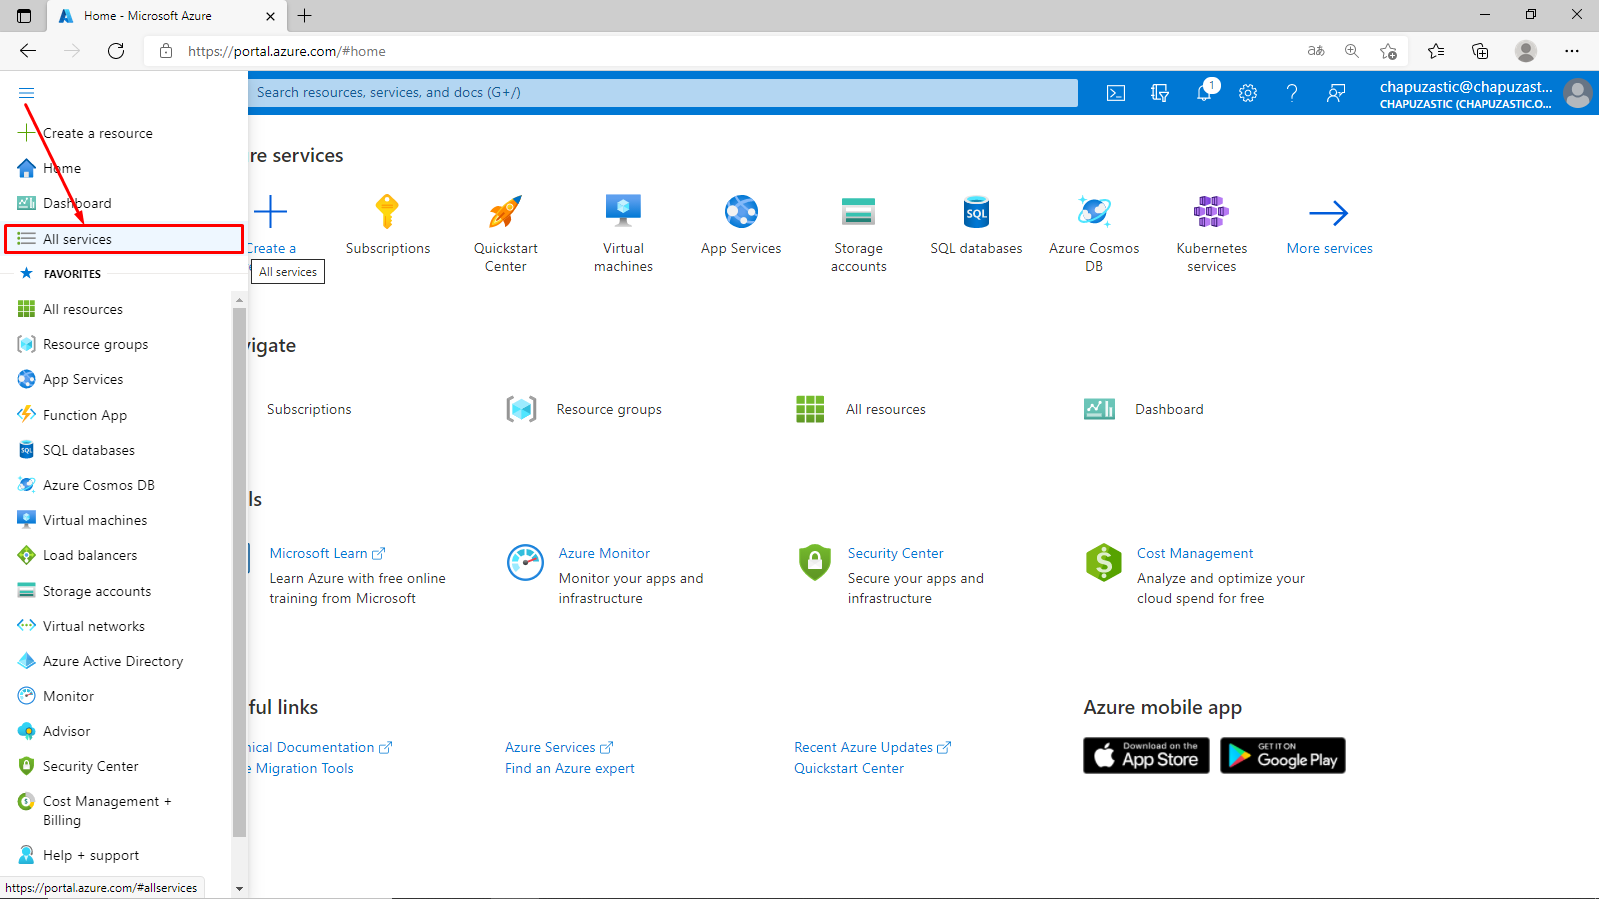 Home - Microsoft Azure
https://portal.azure.com/#home
Search resources, services, and docs (G+/)
1
chapuzastic@chapuzast...
CHAPUZASTIC (CHAPUZASTIC.O...
Create a resource
Home
Dashboard
All services
FAVORITES
All resources
Resource groups
App Services
Function App
SQL databases
Azure Cosmos DB
Virtual machines
Load balancers
Storage accounts
Virtual networks
Azure Active Directory
Monitor
Advisor
Security Center
Cost Management +
Billing
Help + support
https://portal.azure.com/#allservices
re services
Create a
All services
Subscriptions
Quickstart
Center
Virtual
machines
App Services
Storage
accounts
SQL
SQL databases
Azure Cosmos
DB
Kubernetes
services
More services
vigate
Subscriptions
Resource groups
All resources
Dashboard
ls
Microsoft Learn
Learn Azure with free online
training from Microsoft
Azure Monitor
Monitor your apps and
infrastructure
Security Center
Secure your apps and
infrastructure
Cost Management
Analyze and optimize your
cloud spend for free
ful links
nical Documentation
e Migration Tools
Azure Services
Find an Azure expert
Recent Azure Updates
Quickstart Center
Azure mobile app
Download on the
App Store
GET IT ON
Google Play